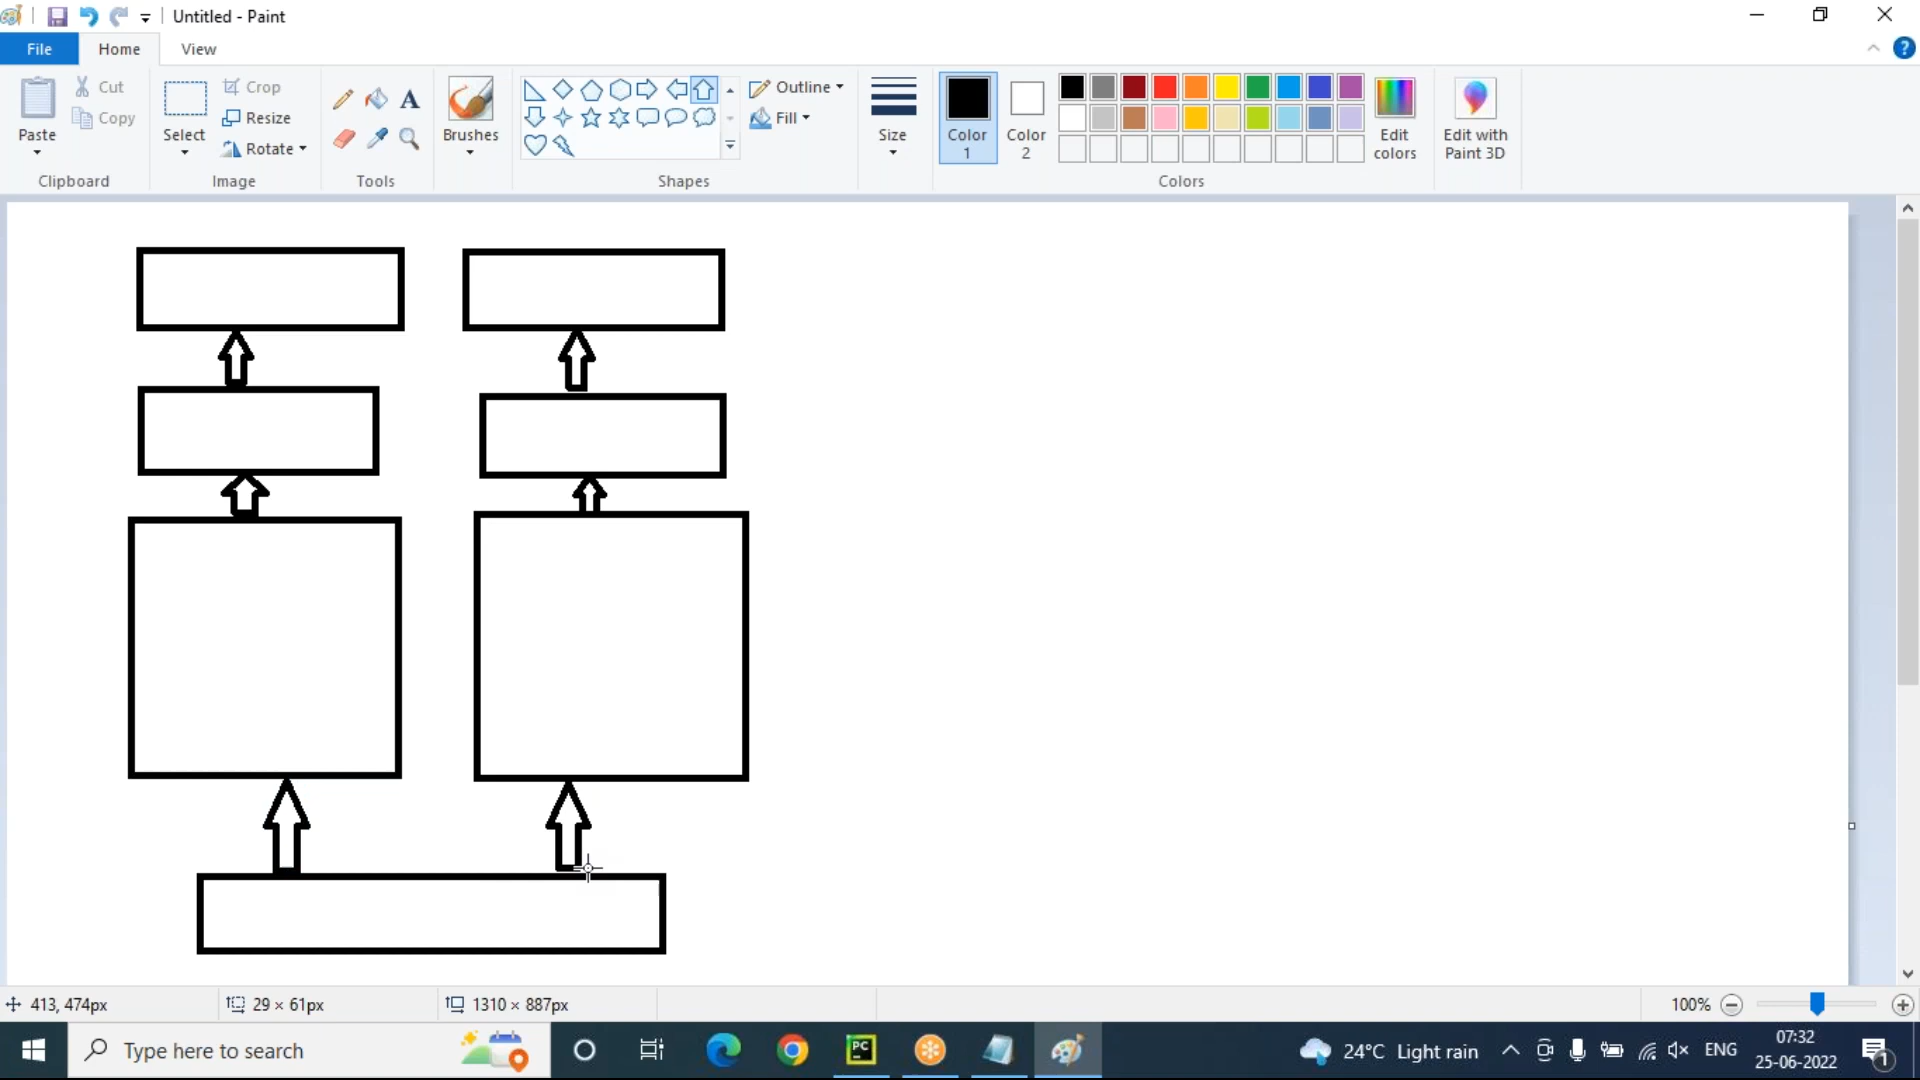 Untitled - Paint
File Home View
Paste
Cut
Copy
Clipboard
Select
Crop
Resize
Rotate
Image
A
Tools
Brushes
Shapes
Outline
Fill
Size
Color 1
Color 2
Colors
Edit colors
Edit with Paint 3D
?
413, 474px 29 × 61px 1310 × 887px 100%
Type here to search
PC
24°C Light rain
ENG
07:32
25-06-2022
1